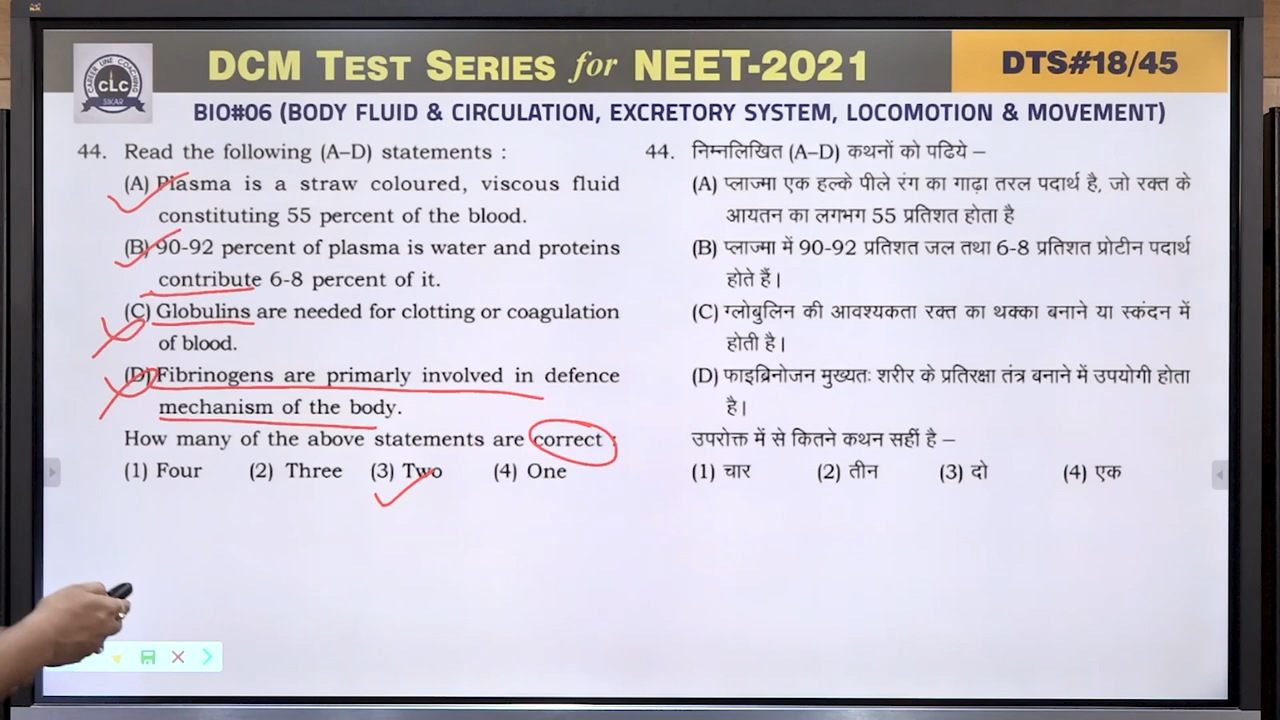 DCM TEST SERIES for NEET-2021
DTS#18/45
CAREER LINE COACHING
CLC
SIKAR
BIO#06 (BODY FLUID & CIRCULATION, EXCRETORY SYSTEM, LOCOMOTION & MOVEMENT)
44. Read the following (A–D) statements :
(A) Plasma is a straw coloured, viscous fluid
constituting 55 percent of the blood.
(B) 90-92 percent of plasma is water and proteins
contribute 6-8 percent of it.
(C) Globulins are needed for clotting or coagulation
of blood.
(D) Fibrinogens are primarly involved in defence
mechanism of the body.
How many of the above statements are correct :
(1) Four (2) Three (3) Two (4) One
44. निम्नलिखित (A–D) कथनों को पढिये –
(A) प्लाज्मा एक हल्के पीले रंग का गाढ़ा तरल पदार्थ है, जो रक्त के
आयतन का लगभग 55 प्रतिशत होता है
(B) प्लाज्मा में 90-92 प्रतिशत जल तथा 6-8 प्रतिशत प्रोटीन पदार्थ
होते हैं।
(C) ग्लोबुलिन की आवश्यकता रक्त का थक्का बनाने या स्कंदन में
होती है।
(D) फाइब्रिनोजन मुख्यतः शरीर के प्रतिरक्षा तंत्र बनाने में उपयोगी होता
है।
उपरोक्त में से कितने कथन सहीं है –
(1) चार (2) तीन (3) दो (4) एक